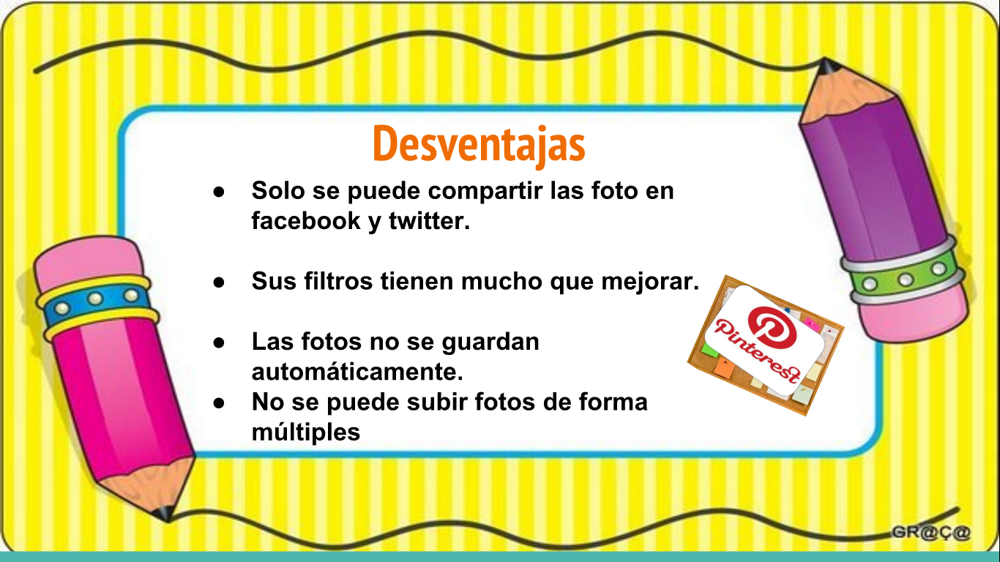 Desventajas
● Solo se puede compartir las foto en
facebook y twitter.
● Sus filtros tienen mucho que mejorar.
● Las fotos no se guardan
automáticamente.
● No se puede subir fotos de forma
múltiples
Pinterest
GR@Ç@